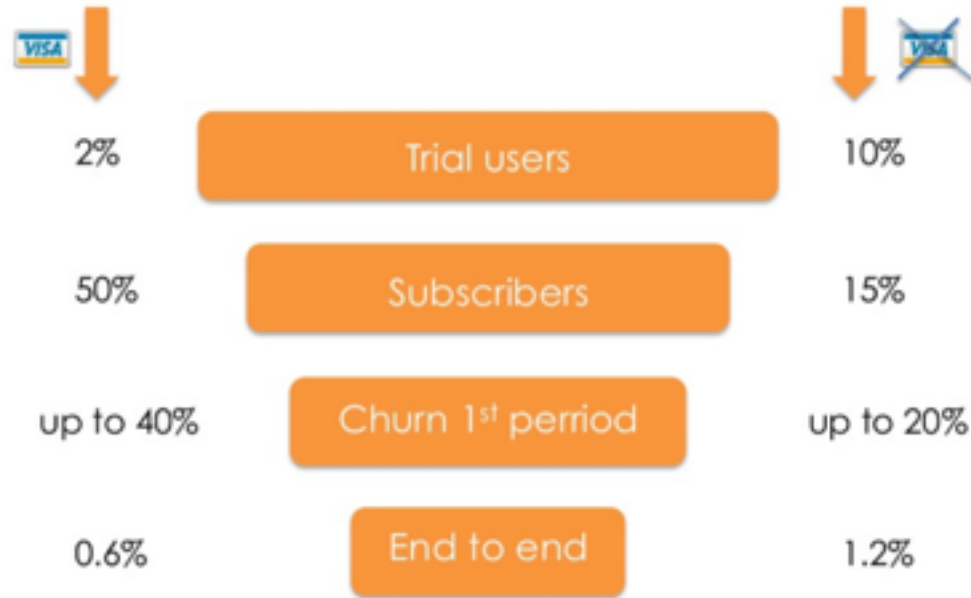 VISA
VISA
2% Trial users 10%
50% Subscribers 15%
up to 40% Churn 1st perriod up to 20%
0.6% End to end 1.2%